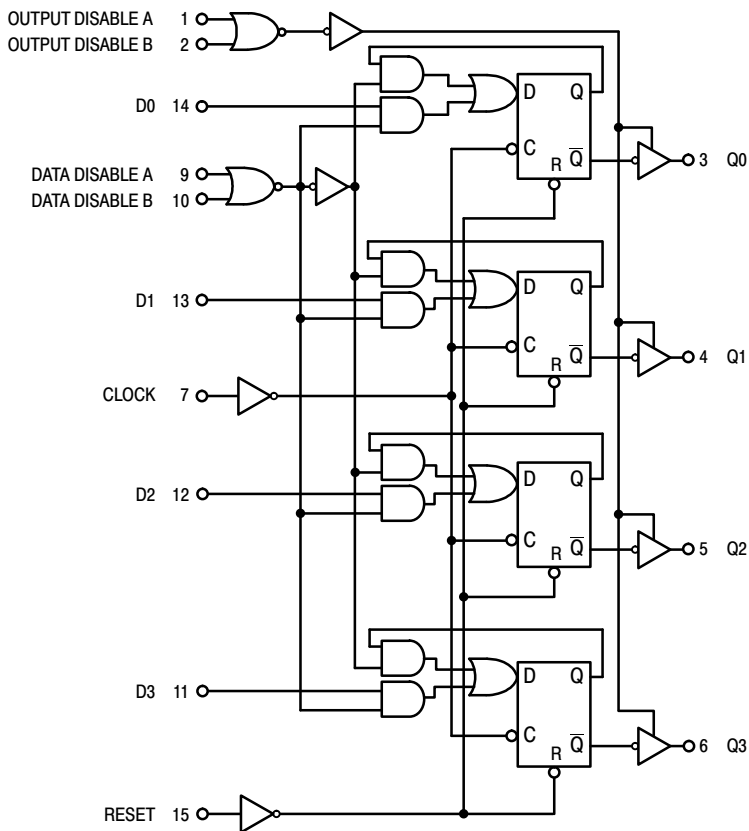 OUTPUT DISABLE A 1
OUTPUT DISABLE B 2
D0 14
D Q
C
R Q̅
3 Q0
DATA DISABLE A 9
DATA DISABLE B 10
D1 13
D Q
C
R Q̅
4 Q1
CLOCK 7
D2 12
D Q
C
R Q̅
5 Q2
D3 11
D Q
C
R Q̅
6 Q3
RESET 15